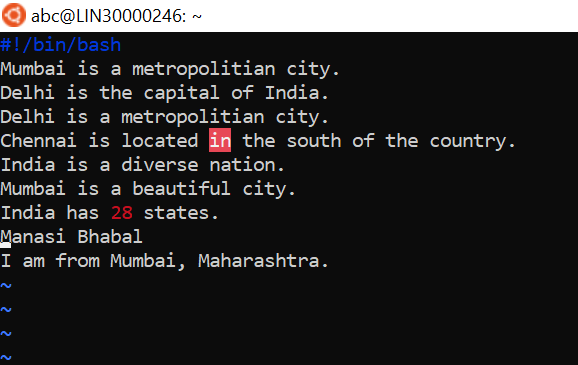 abc@LIN30000246: ~
#!/bin/bash
Mumbai is a metropolitian city.
Delhi is the capital of India.
Delhi is a metropolitian city.
Chennai is located in the south of the country.
India is a diverse nation.
Mumbai is a beautiful city.
India has 28 states.
Manasi Bhabal
I am from Mumbai, Maharashtra.
~
~
~
~